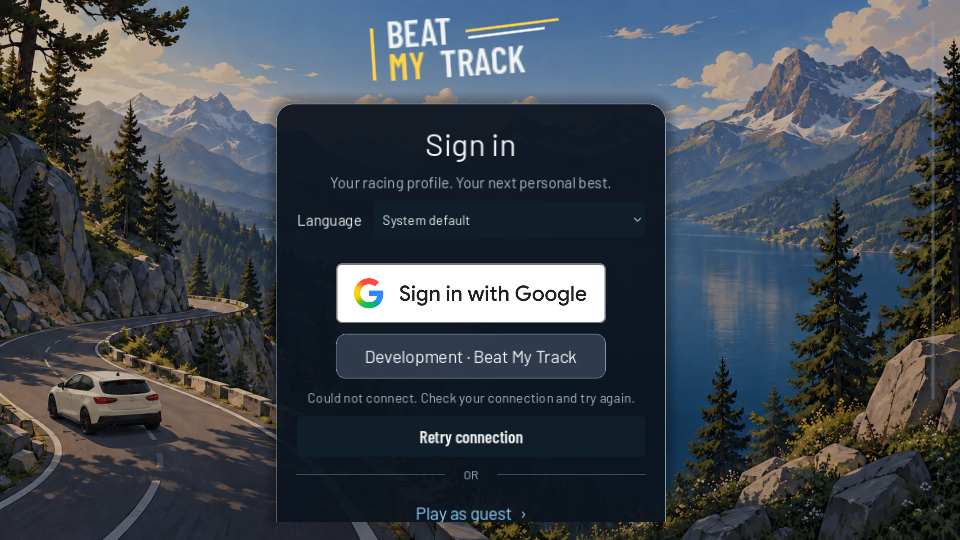 BEAT
MY TRACK
Sign in
Your racing profile. Your next personal best.
Language System default
Sign in with Google
Development · Beat My Track
Could not connect. Check your connection and try again.
Retry connection
OR
Play as guest ›